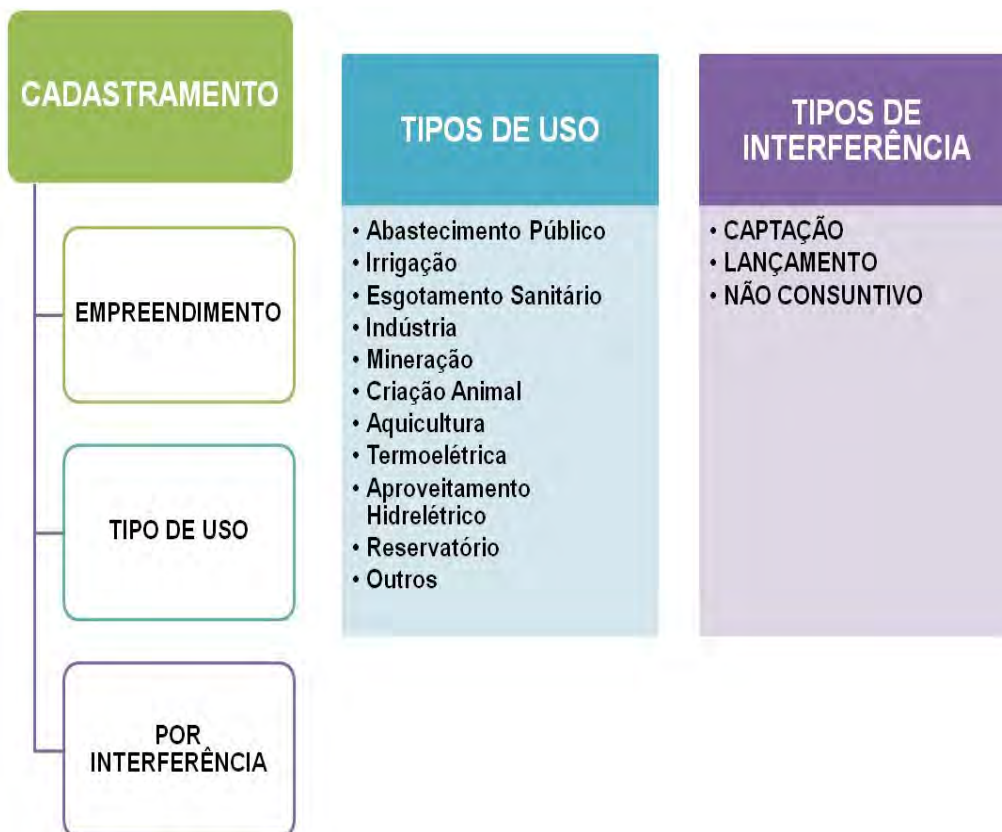 CADASTRAMENTO
EMPREENDIMENTO
TIPO DE USO
POR
INTERFERÊNCIA
TIPOS DE USO
• Abastecimento Público
• Irrigação
• Esgotamento Sanitário
• Indústria
• Mineração
• Criação Animal
• Aquicultura
• Termoelétrica
• Aproveitamento
Hidrelétrico
• Reservatório
• Outros
TIPOS DE
INTERFERÊNCIA
• CAPTAÇÃO
• LANÇAMENTO
• NÃO CONSUNTIVO